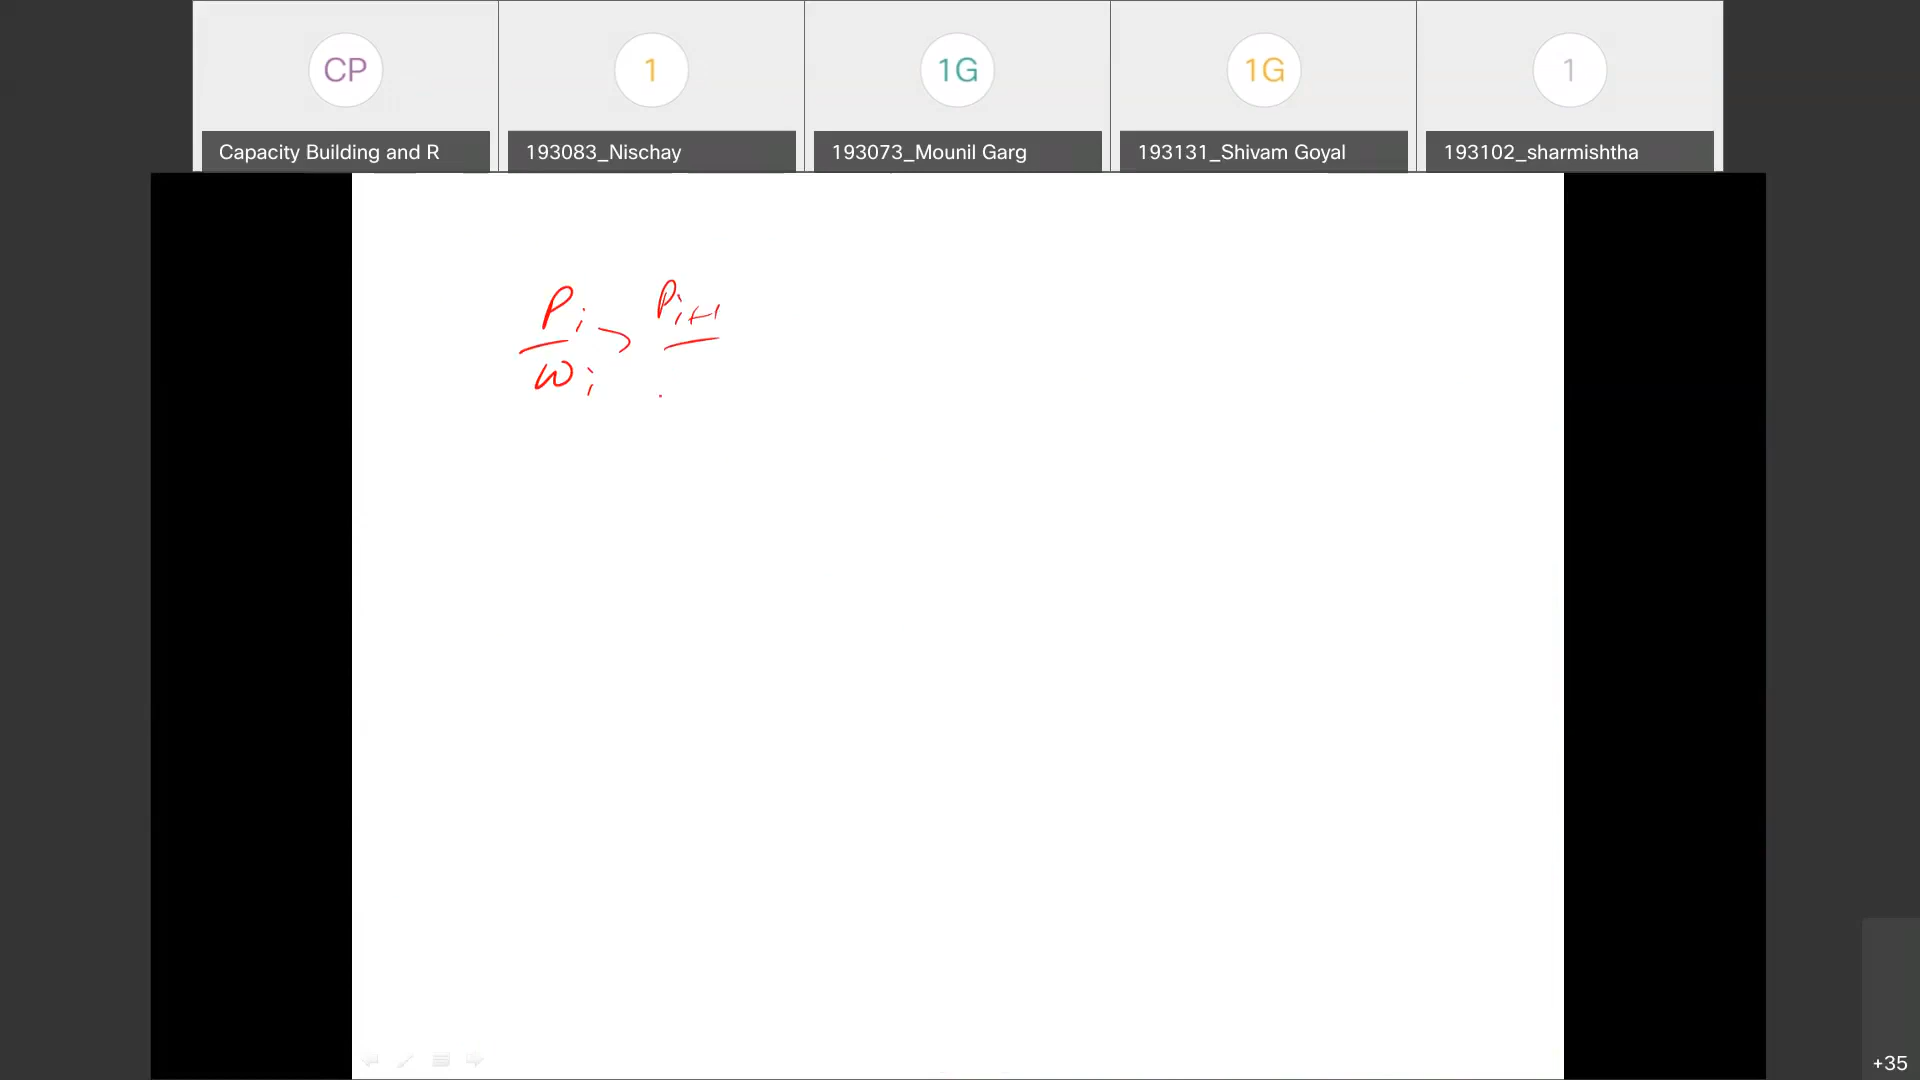 CP 1 1G 1G 1
Capacity Building and R 193083_Nischay 193073_Mounil Garg 193131_Shivam Goyal 193102_sharmishtha
Pi > Pi+1
wi
+35